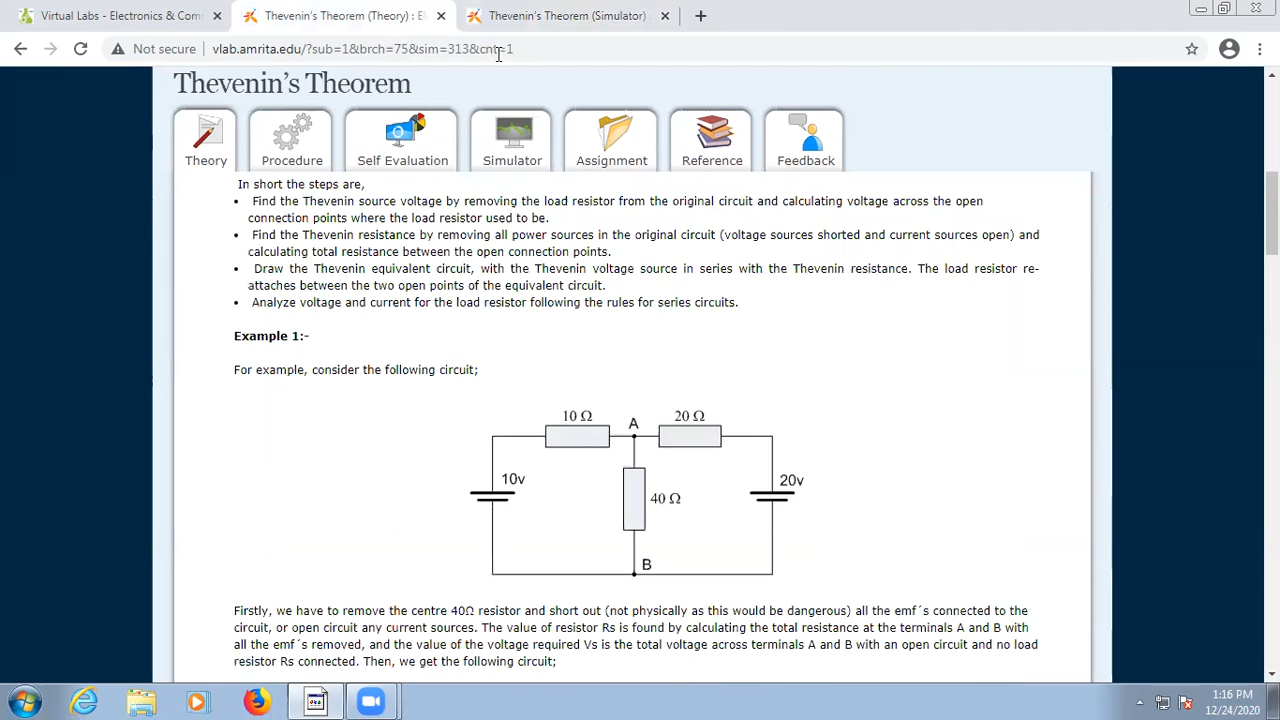 Virtual Labs - Electronics & Comm
Thevenin's Theorem (Theory) : El
Thevenin's Theorem (Simulator) :
Not secure
vlab.amrita.edu/?sub=1&brch=75&sim=313&cnt=1
Thevenin's Theorem
Theory
Procedure
Self Evaluation
Simulator
Assignment
Reference
Feedback
In short the steps are,
• Find the Thevenin source voltage by removing the load resistor from the original circuit and calculating voltage across the open
connection points where the load resistor used to be.
• Find the Thevenin resistance by removing all power sources in the original circuit (voltage sources shorted and current sources open) and
calculating total resistance between the open connection points.
• Draw the Thevenin equivalent circuit, with the Thevenin voltage source in series with the Thevenin resistance. The load resistor re-
attaches between the two open points of the equivalent circuit.
• Analyze voltage and current for the load resistor following the rules for series circuits.
Example 1:-
For example, consider the following circuit;
10 Ω
A
20 Ω
10v
20v
40 Ω
B
Firstly, we have to remove the centre 40Ω resistor and short out (not physically as this would be dangerous) all the emf´s connected to the
circuit, or open circuit any current sources. The value of resistor Rs is found by calculating the total resistance at the terminals A and B with
all the emf´s removed, and the value of the voltage required Vs is the total voltage across terminals A and B with an open circuit and no load
resistor Rs connected. Then, we get the following circuit;
1:16 PM
12/24/2020